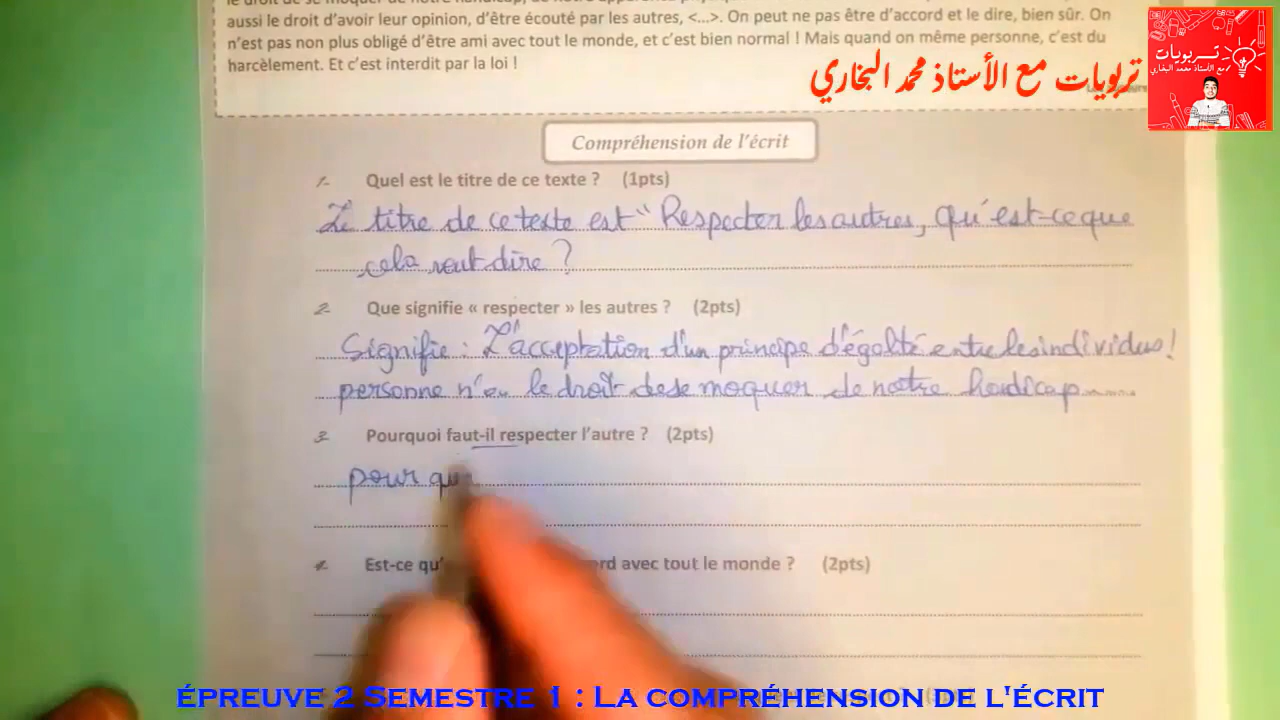 aussi le droit d'avoir leur opinion, d'être écouté par les autres, <...>. On peut ne pas être d'accord et le dire, bien sûr. On
n'est pas non plus obligé d'être ami avec tout le monde, et c'est bien normal ! Mais quand on même personne, c'est du
harcèlement. Et c'est interdit par la loi !
تربويات مع الأستاذ محمد البخاري
تربويات
مع الأستاذ محمد البخاري
Compréhension de l'écrit
1- Quel est le titre de ce texte ? (1pts)
Le titre de ce texte est " Respecter les autres, qu'est-ce que
cela veut dire ?
2- Que signifie « respecter » les autres ? (2pts)
Signifie : L'acceptation d'un principe d'égalité entre les individus !
personne n'a le droit de se moquer de notre handicap
3- Pourquoi faut-il respecter l'autre ? (2pts)
pour que
4- Est-ce qu' avec tout le monde ? (2pts)
épreuve 2 Semestre 1 : La compréhension de l'écrit